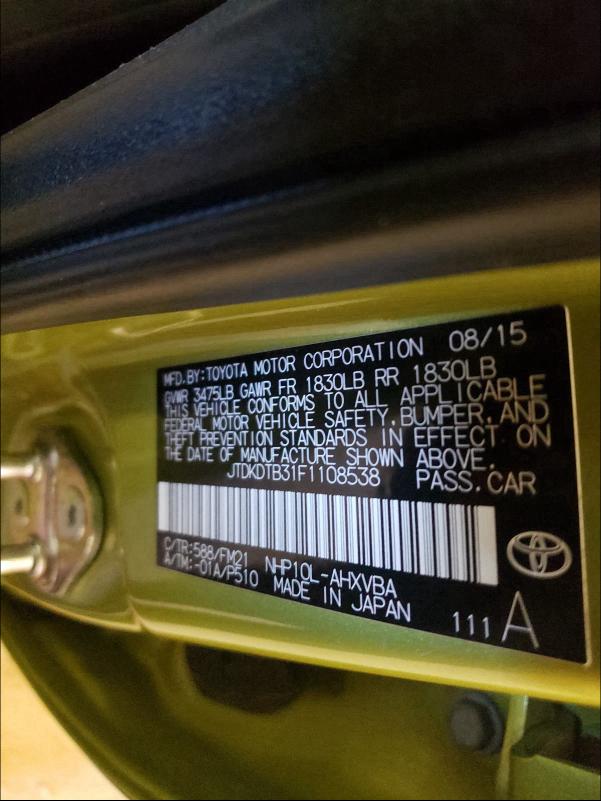 MFD.BY:TOYOTA MOTOR CORPORATION 08/15
GVWR 3475LB GAWR FR 1830LB RR 1830LB
THIS VEHICLE CONFORMS TO ALL APPLICABLE
FEDERAL MOTOR VEHICLE SAFETY,BUMPER,AND
THEFT PREVENTION STANDARDS IN EFFECT ON
THE DATE OF MANUFACTURE SHOWN ABOVE.
JTDKDTB31F1108538 PASS.CAR
C/TR:588/FM21 NHP10L-AHXVBA
A/TM:-01A/P510 MADE IN JAPAN
111 A